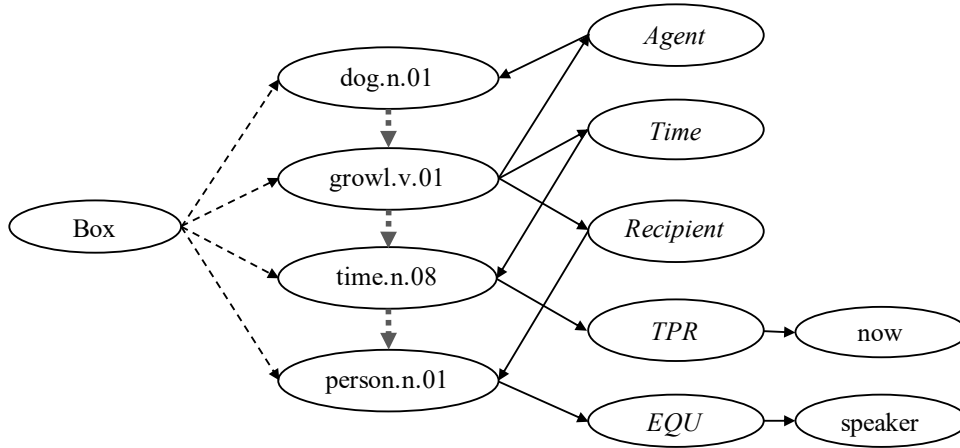 Agent
dog.n.01
Time
growl.v.01
Box
Recipient
time.n.08
TPR
now
person.n.01
EQU
speaker